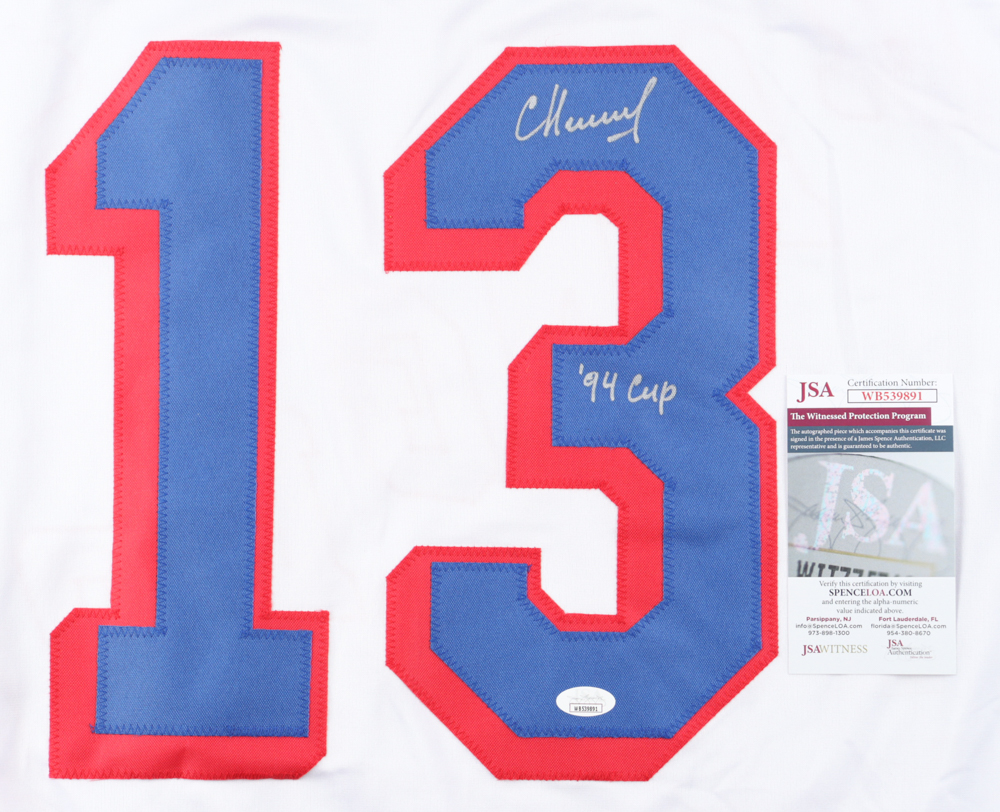 13
'94 Cup
WB539891
JSA
Certification Number:
WB539891
The Witnessed Protection Program
The autographed piece which accompanies this certificate was
signed in the presence of a James Spence Authentication, LLC
representative and is guaranteed to be authentic.
JSA
Verify this certification by visiting
SPENCELOA.COM
and entering the alpha-numeric
value indicated above.
Parsippany, NJ
info@SpenceLOA.com
973-898-1300
Fort Lauderdale, FL
florida@SpenceLOA.com
954-380-8670
JSAWITNESS
JSA
Authentication